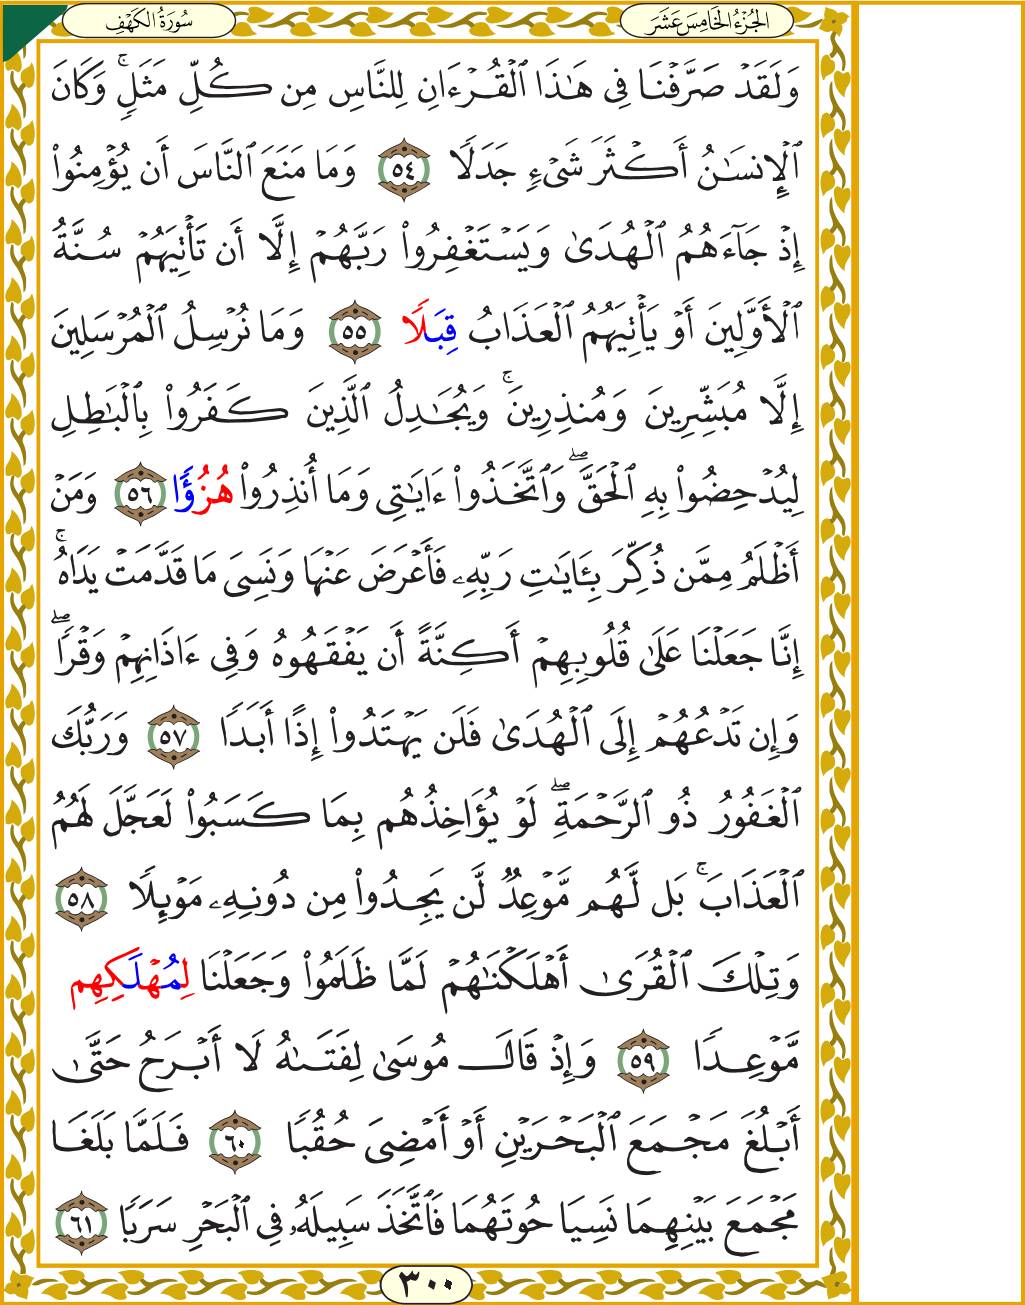 الجُزْءُ الخَامِسَ عَشَرَ
سُورَةُ الكَهْفِ
وَلَقَدۡ صَرَّفۡنَا فِي هَٰذَا ٱلۡقُرۡءَانِ لِلنَّاسِ مِن كُلِّ مَثَلٖۚ وَكَانَ
ٱلۡإِنسَٰنُ أَكۡثَرَ شَيۡءٖ جَدَلٗا ٥٤ وَمَا مَنَعَ ٱلنَّاسَ أَن يُؤۡمِنُواْ
إِذۡ جَآءَهُمُ ٱلۡهُدَىٰ وَيَسۡتَغۡفِرُواْ رَبَّهُمۡ إِلَّآ أَن تَأۡتِيَهُمۡ سُنَّةُ
ٱلۡأَوَّلِينَ أَوۡ يَأۡتِيَهُمُ ٱلۡعَذَابُ قِبَلٗا ٥٥ وَمَا نُرۡسِلُ ٱلۡمُرۡسَلِينَ
إِلَّا مُبَشِّرِينَ وَمُنذِرِينَۚ وَيُجَٰدِلُ ٱلَّذِينَ كَفَرُواْ بِٱلۡبَٰطِلِ
لِيُدۡحِضُواْ بِهِ ٱلۡحَقَّۖ وَٱتَّخَذُوٓاْ ءَايَٰتِي وَمَآ أُنذِرُواْ هُزُؤٗا ٥٦ وَمَنۡ
أَظۡلَمُ مِمَّن ذُكِّرَ بِـَٔايَٰتِ رَبِّهِۦ فَأَعۡرَضَ عَنۡهَا وَنَسِيَ مَا قَدَّمَتۡ يَدَاهُۚ
إِنَّا جَعَلۡنَا عَلَىٰ قُلُوبِهِمۡ أَكِنَّةً أَن يَفۡقَهُوهُ وَفِيٓ ءَاذَانِهِمۡ وَقۡرٗاۖ
وَإِن تَدۡعُهُمۡ إِلَى ٱلۡهُدَىٰ فَلَن يَهۡتَدُوٓاْ إِذًا أَبَدٗا ٥٧ وَرَبُّكَ
ٱلۡغَفُورُ ذُو ٱلرَّحۡمَةِۖ لَوۡ يُؤَاخِذُهُم بِمَا كَسَبُواْ لَعَجَّلَ لَهُمُ
ٱلۡعَذَابَۚ بَل لَّهُم مَّوۡعِدٞ لَّن يَجِدُواْ مِن دُونِهِۦ مَوۡئِلٗا ٥٨
وَتِلۡكَ ٱلۡقُرَىٰٓ أَهۡلَكۡنَٰهُمۡ لَمَّا ظَلَمُواْ وَجَعَلۡنَا لِمُهۡلَكِهِم
مَّوۡعِدٗا ٥٩ وَإِذۡ قَالَ مُوسَىٰ لِفَتَىٰهُ لَآ أَبۡرَحُ حَتَّىٰٓ
أَبۡلُغَ مَجۡمَعَ ٱلۡبَحۡرَيۡنِ أَوۡ أَمۡضِيَ حُقُبٗا ٦٠ فَلَمَّا بَلَغَا
مَجۡمَعَ بَيۡنِهِمَا نَسِيَا حُوتَهُمَا فَٱتَّخَذَ سَبِيلَهُۥ فِي ٱلۡبَحۡرِ سَرَبٗا ٦١
٣٠٠